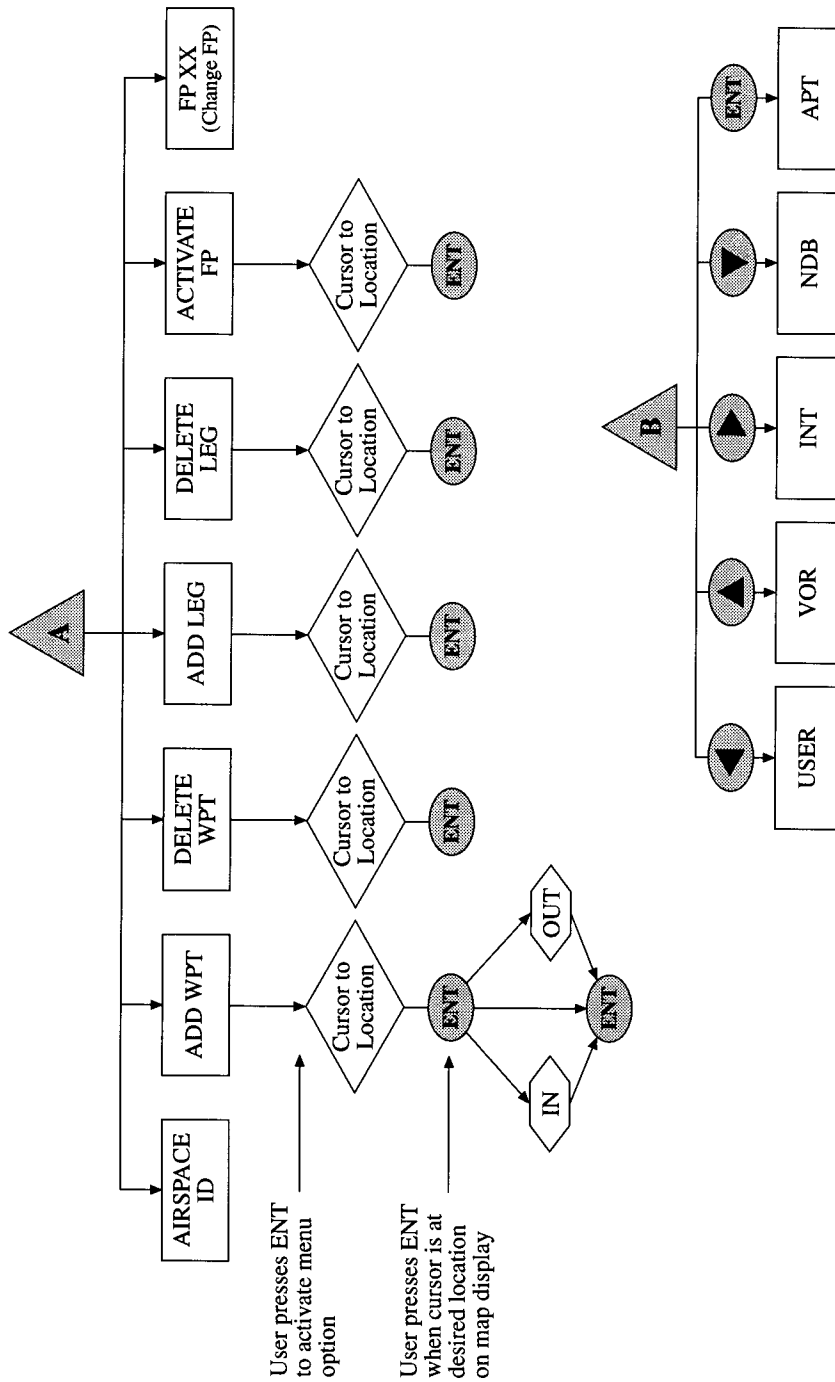 A
AIRSPACE
ID
ADD WPT
DELETE
WPT
ADD LEG
DELETE
LEG
ACTIVATE
FP
FP XX
(Change FP)
User presses ENT
to activate menu
option
Cursor to
Location
Cursor to
Location
Cursor to
Location
Cursor to
Location
Cursor to
Location
User presses ENT
when cursor is at
desired location
on map display
ENT
ENT
ENT
ENT
ENT
IN
OUT
ENT
B
ENT
USER
VOR
INT
NDB
APT